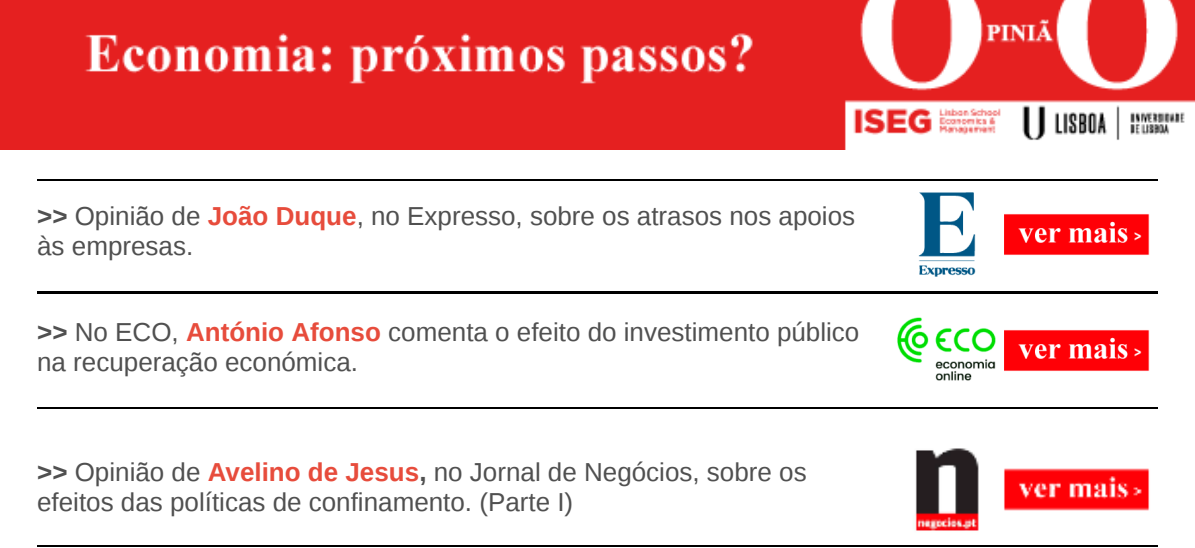 Economia: próximos passos?
OPINIÃO
ISEG Lisbon School
Economics &
Management
U LISBOA | UNIVERSIDADE
DE LISBOA
>> Opinião de João Duque, no Expresso, sobre os atrasos nos apoios
às empresas.
E
Expresso
ver mais >
>> No ECO, António Afonso comenta o efeito do investimento público
na recuperação económica.
ECO
economia
online
ver mais >
>> Opinião de Avelino de Jesus, no Jornal de Negócios, sobre os
efeitos das políticas de confinamento. (Parte I)
n
negocios.pt
ver mais >